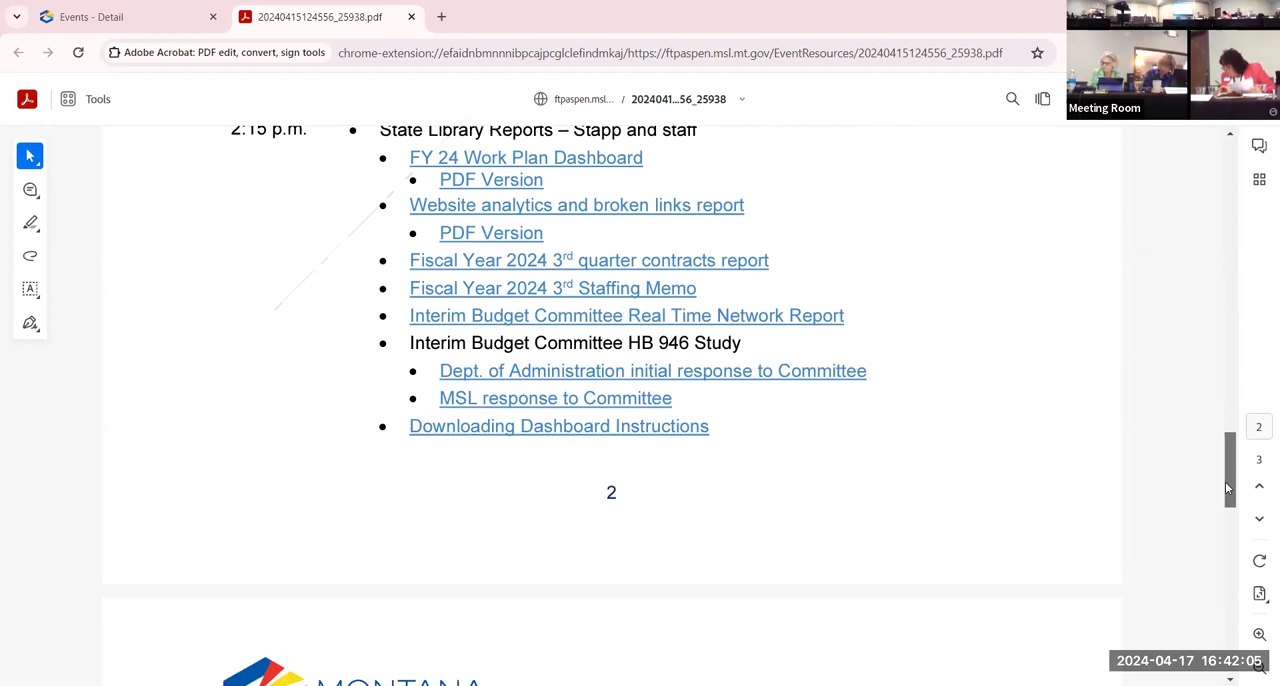 Events - Detail
20240415124556_25938.pdf
Adobe Acrobat: PDF edit, convert, sign tools
chrome-extension://efaidnbmnnnibpcajpcglclefindmkaj/https://ftpaspen.msl.mt.gov/EventResources/20240415124556_25938.pdf
Meeting Room
Tools
ftpaspen.msl... / 2024041...56_25938
2:15 p.m. • State Library Reports – Stapp and staff
• FY 24 Work Plan Dashboard
• PDF Version
• Website analytics and broken links report
• PDF Version
• Fiscal Year 2024 3rd quarter contracts report
• Fiscal Year 2024 3rd Staffing Memo
• Interim Budget Committee Real Time Network Report
• Interim Budget Committee HB 946 Study
• Dept. of Administration initial response to Committee
• MSL response to Committee
• Downloading Dashboard Instructions
2
2
3
MONTANA
2024-04-17 16:42:05